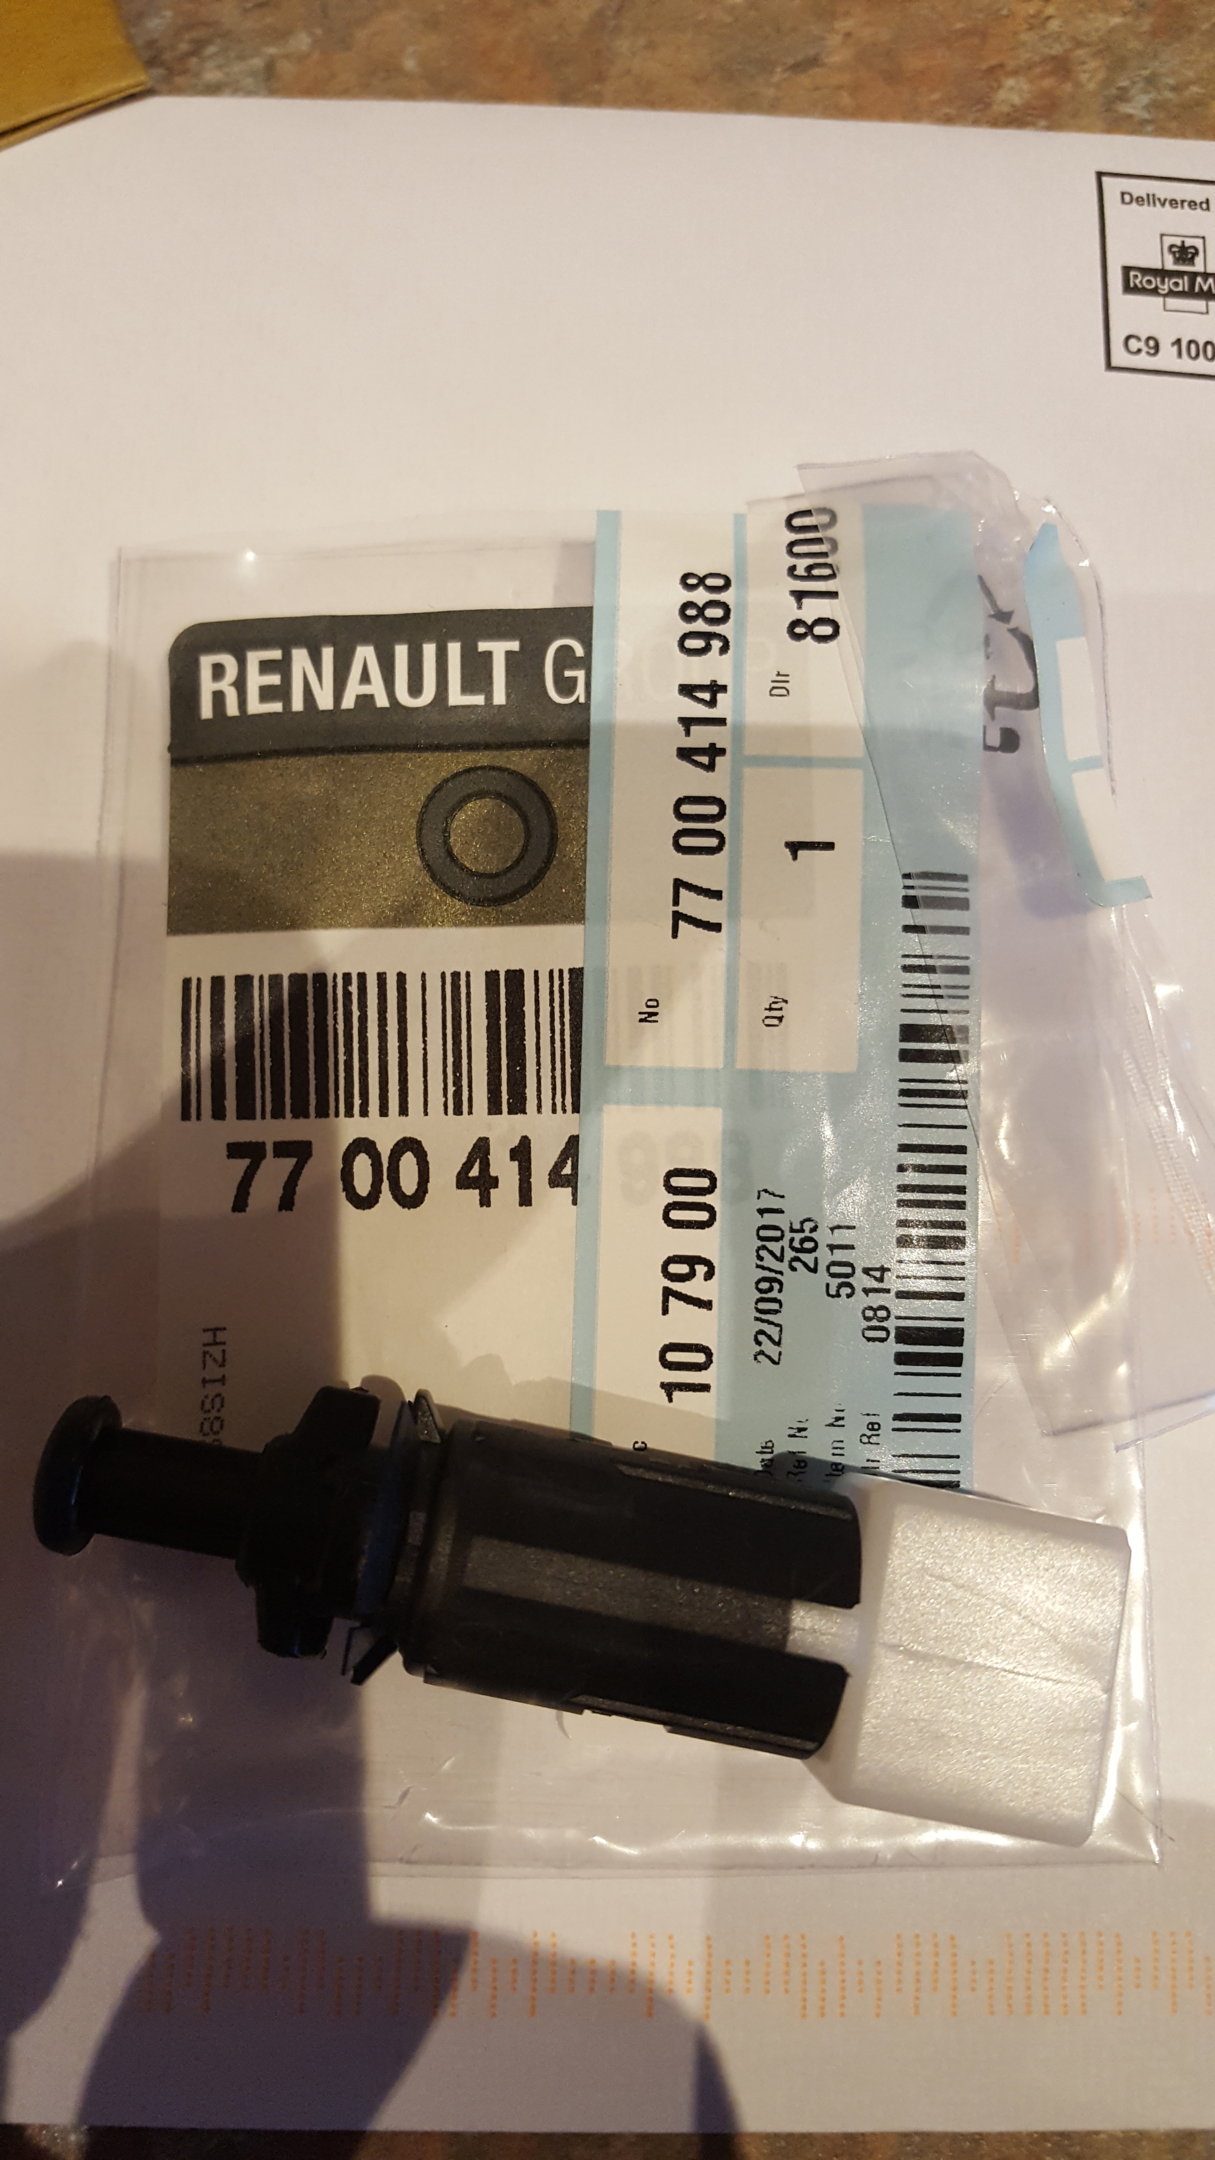 Delivered
Royal M
C9 100
RENAULT G
77 00 414
HZIS8
No 77 00 414 988
Qty 1
Dlr 81600
10 79 00
22/09/2017
265
5011
0814